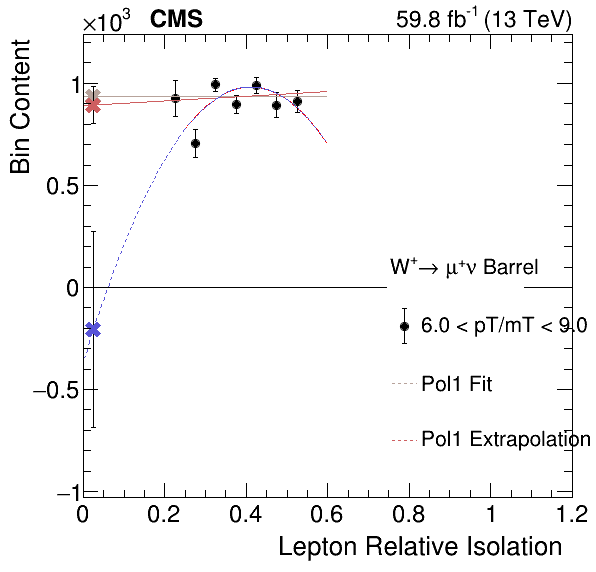 ×10³ CMS 59.8 fb⁻¹ (13 TeV)
Bin Content
1
0.5
0
−0.5
−1
W⁺→ μ⁺ν Barrel
6.0 < pT/mT < 9.0
Pol1 Fit
Pol1 Extrapolation
0 0.2 0.4 0.6 0.8 1 1.2
Lepton Relative Isolation